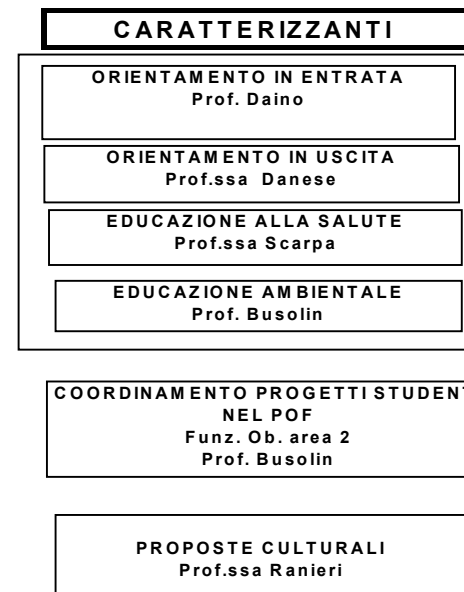 CARATTERIZZANTI
ORIENTAMENTO IN ENTRATA
Prof. Daino
ORIENTAMENTO IN USCITA
Prof.ssa Danese
EDUCAZIONE ALLA SALUTE
Prof.ssa Scarpa
EDUCAZIONE AMBIENTALE
Prof. Busolin
COORDINAMENTO PROGETTI STUDENT
NEL POF
Funz. Ob. area 2
Prof. Busolin
PROPOSTE CULTURALI
Prof.ssa Ranieri